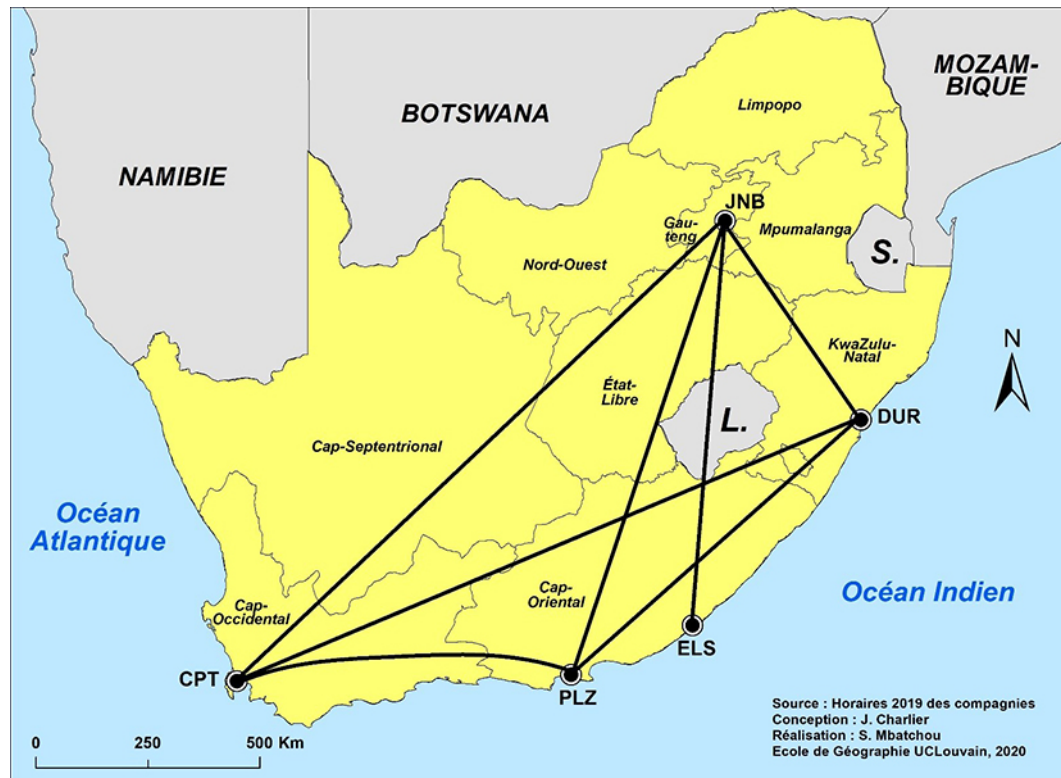 MOZAM-
BIQUE
Limpopo
BOTSWANA
NAMIBIE
JNB
Gau-
teng
Mpumalanga
S.
Nord-Ouest
N
KwaZulu-
Natal
État-
Libre
L.
DUR
Cap-Septentrional
Océan
Atlantique
Cap-
Oriental
Océan Indien
Cap-
Occidental
ELS
CPT
PLZ
Source : Horaires 2019 des compagnies
Conception : J. Charlier
Réalisation : S. Mbatchou
Ecole de Géographie UCLouvain, 2020
0 250 500 Km